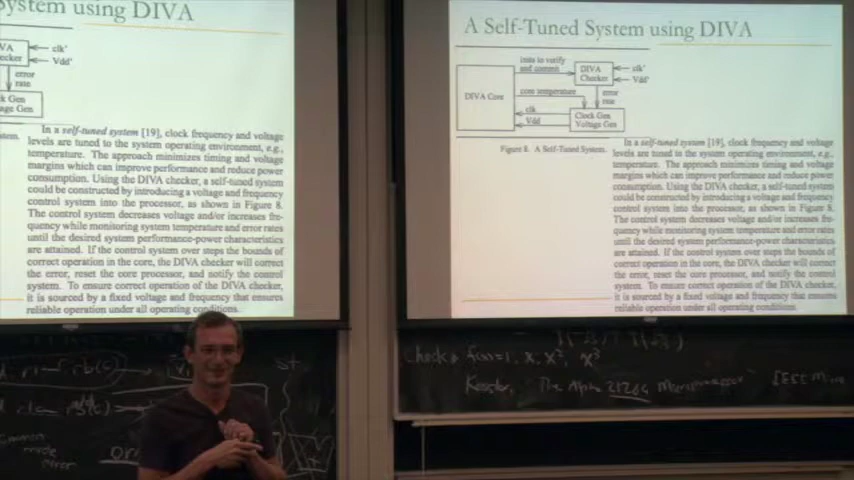 System using DIVA
VA
ecker
clk'
Vdd'
error
rate
k Gen
age Gen
stem.
In a self-tuned system [19], clock frequency and voltage
levels are tuned to the system operating environment, e.g.,
temperature. The approach minimizes timing and voltage
margins which can improve performance and reduce power
consumption. Using the DIVA checker, a self-tuned system
could be constructed by introducing a voltage and frequency
control system into the processor, as shown in Figure 8.
The control system decreases voltage and/or increases fre-
quency while monitoring system temperature and error rates
until the desired system performance-power characteristics
are attained. If the control system over steps the bounds of
correct operation in the core, the DIVA checker will correct
the error, reset the core processor, and notify the control
system. To ensure correct operation of the DIVA checker,
it is sourced by a fixed voltage and frequency that ensures
reliable operation under all operating conditions.
A Self-Tuned System using DIVA
insts to verify
and commit
DIVA
Checker
clk'
Vdd'
DIVA Core
core temperature
error
rate
clk
Vdd
Clock Gen
Voltage Gen
Figure 8. A Self-Tuned System.
In a self-tuned system [19], clock frequency and voltage
levels are tuned to the system operating environment, e.g.,
temperature. The approach minimizes timing and voltage
margins which can improve performance and reduce power
consumption. Using the DIVA checker, a self-tuned system
could be constructed by introducing a voltage and frequency
control system into the processor, as shown in Figure 8.
The control system decreases voltage and/or increases fre-
quency while monitoring system temperature and error rates
until the desired system performance-power characteristics
are attained. If the control system over steps the bounds of
correct operation in the core, the DIVA checker will correct
the error, reset the core processor, and notify the control
system. To ensure correct operation of the DIVA checker,
it is sourced by a fixed voltage and frequency that ensures
reliable operation under all operating conditions.
Check f(x)=1, x, x², x³
"The Alpha 21264 Microprocessor" IEEE Micro
st
Common
mode
error